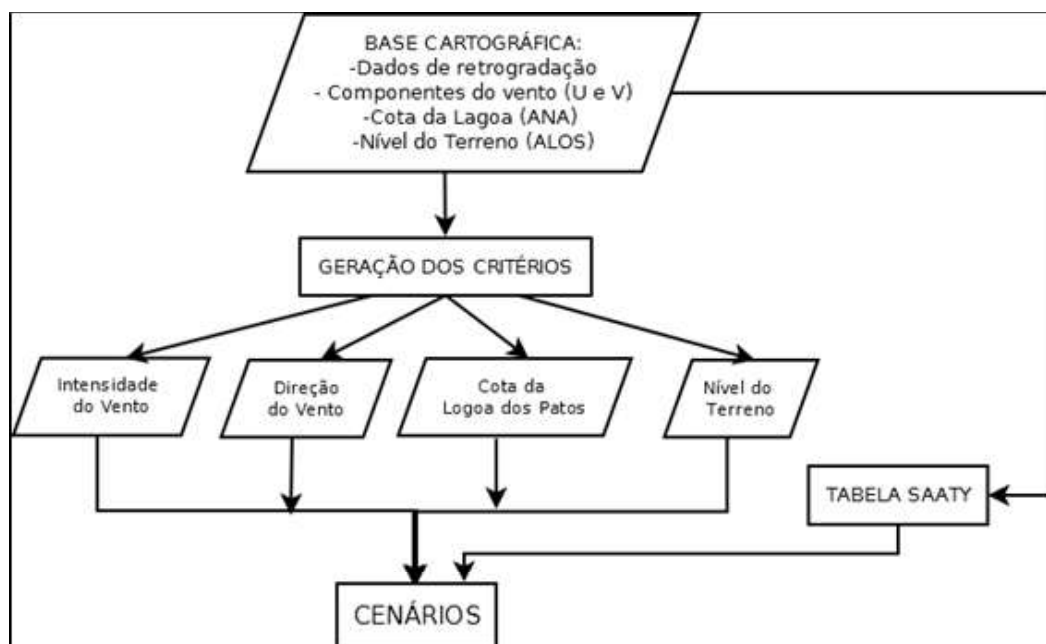 BASE CARTOGRÁFICA:
-Dados de retrogradação
- Componentes do vento (U e V)
-Cota da Lagoa (ANA)
-Nível do Terreno (ALOS)
GERAÇÃO DOS CRITÉRIOS
Intensidade
do Vento
Direção
do Vento
Cota da
Logoa dos Patos
Nível do
Terreno
TABELA SAATY
CENÁRIOS